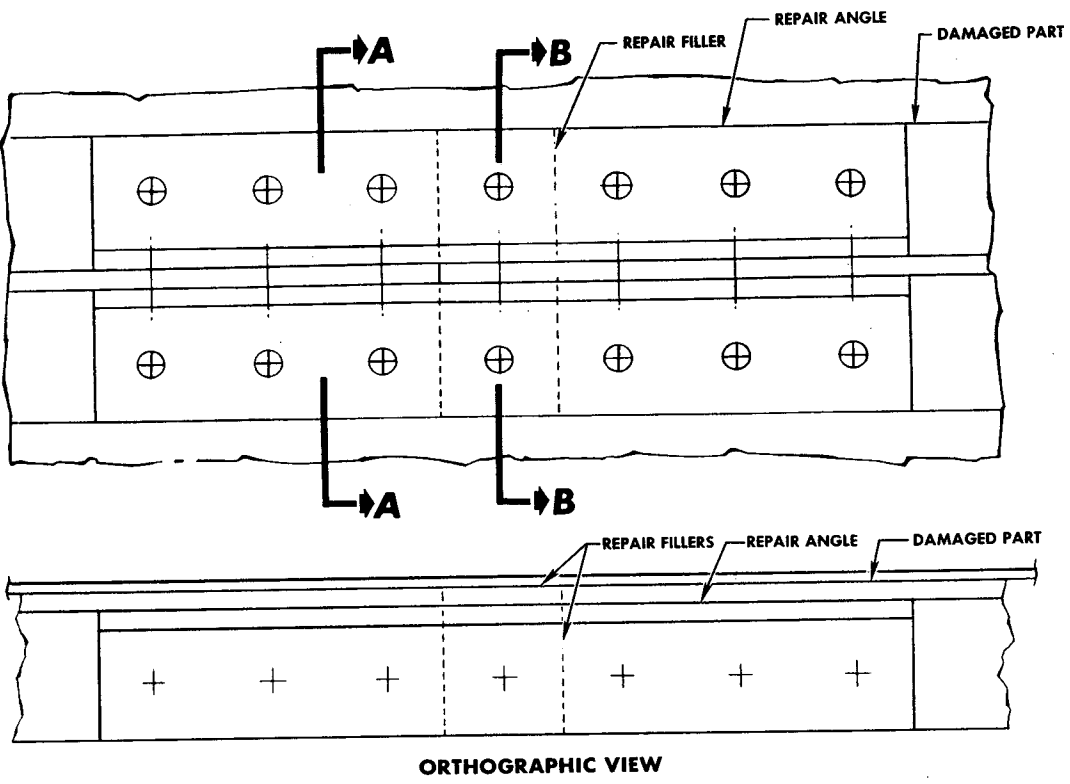 REPAIR ANGLE
DAMAGED PART
REPAIR FILLER
A
B
A
B
REPAIR FILLERS
REPAIR ANGLE
DAMAGED PART
ORTHOGRAPHIC VIEW